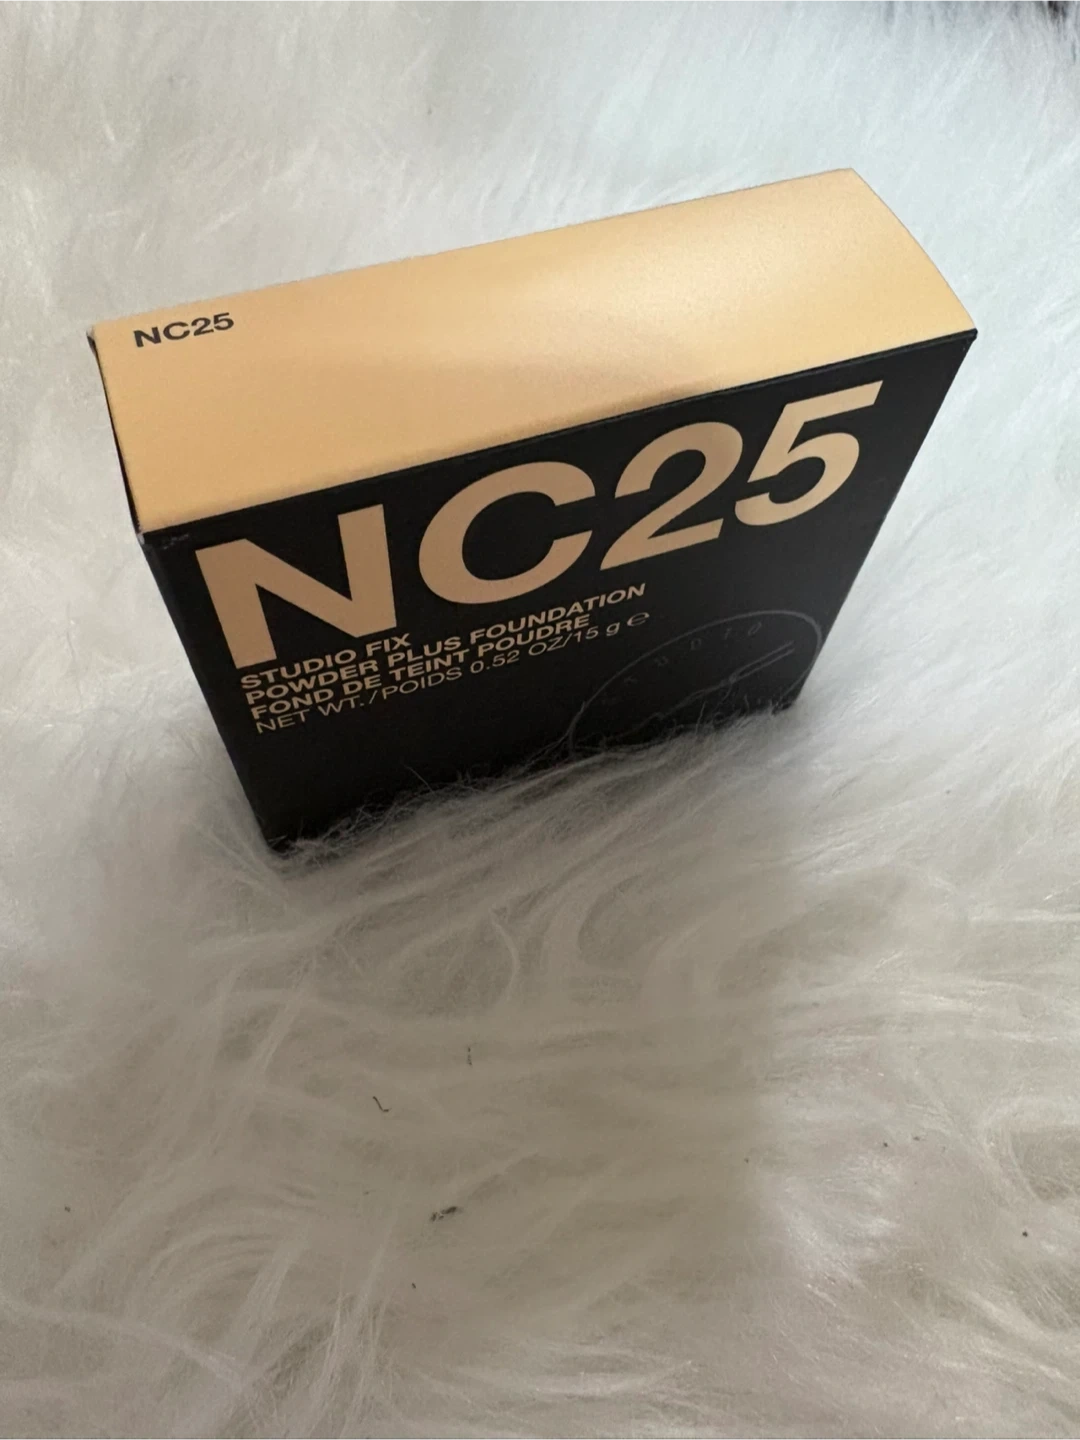 NC25
NC25
STUDIO FIX
POWDER PLUS FOUNDATION
FOND DE TEINT POUDRE
NET WT./POIDS 0.52 OZ/15 g ℮